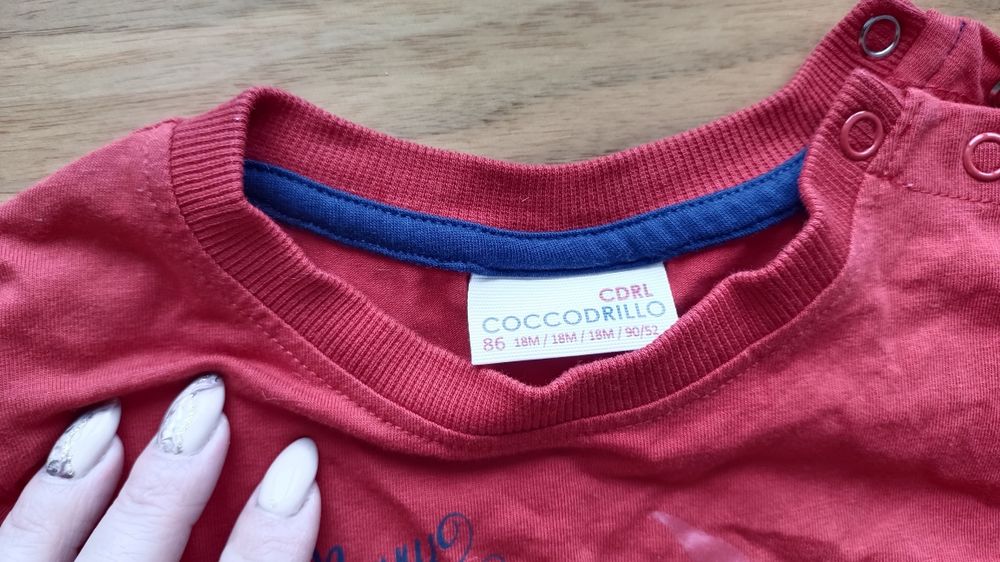 CDRL
COCCODRILLO
86 18M / 18M / 18M / 90/52